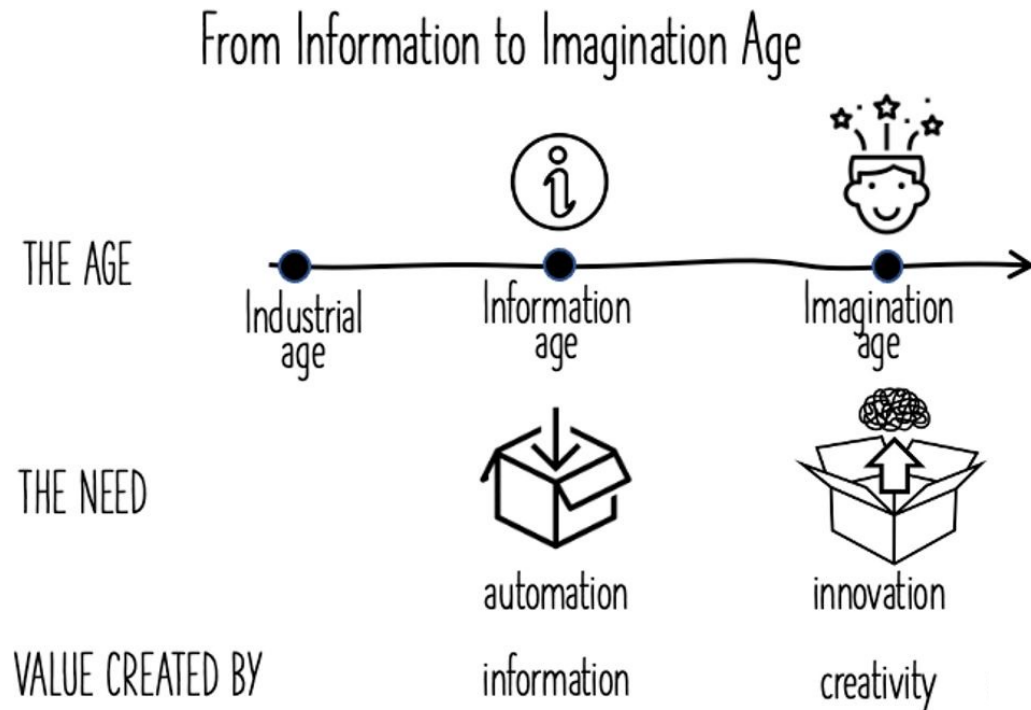 From Information to Imagination Age
THE AGE
Industrial
age
Information
age
Imagination
age
THE NEED
automation
innovation
VALUE CREATED BY
information
creativity